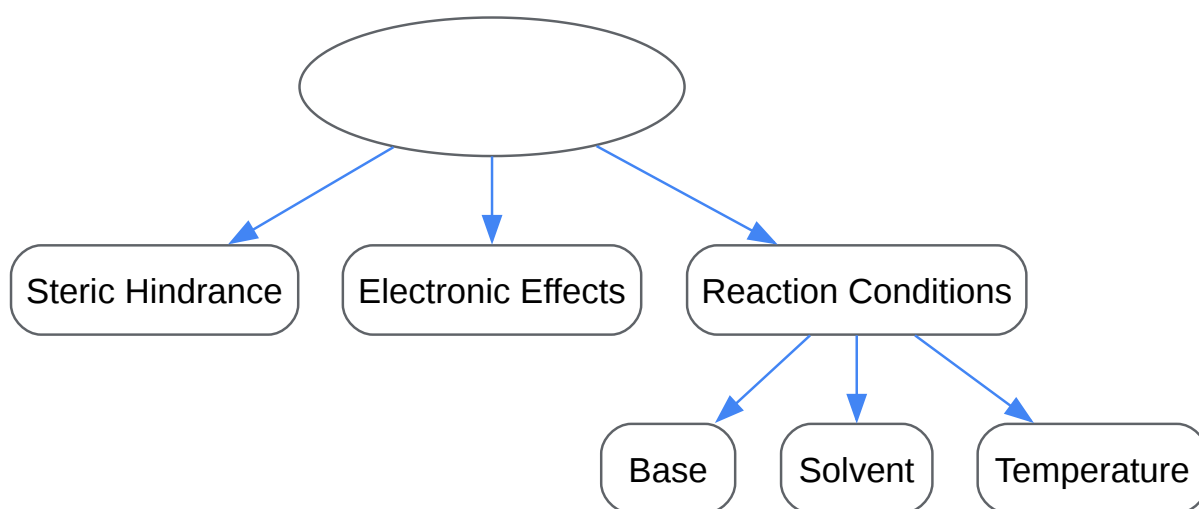 Steric Hindrance
Electronic Effects
Reaction Conditions
Base
Solvent
Temperature